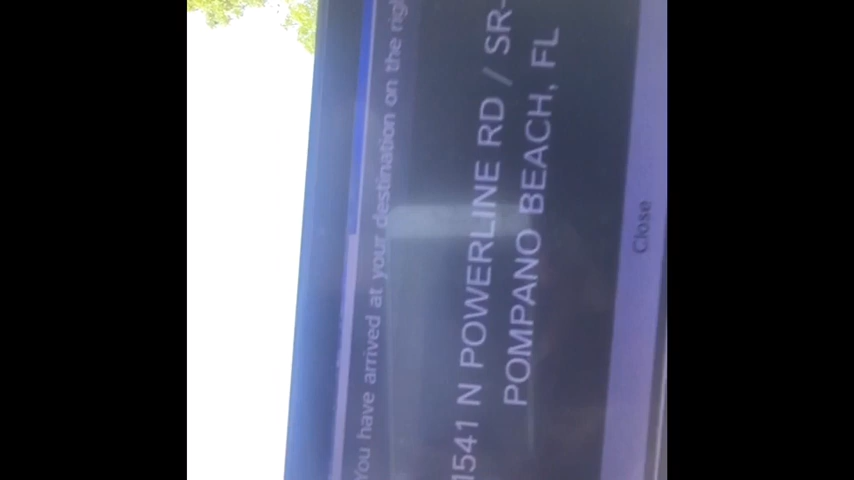 You have arrived at your destination on the
1541 N POWERLINE RD / SR-
POMPANO BEACH, FL
Close